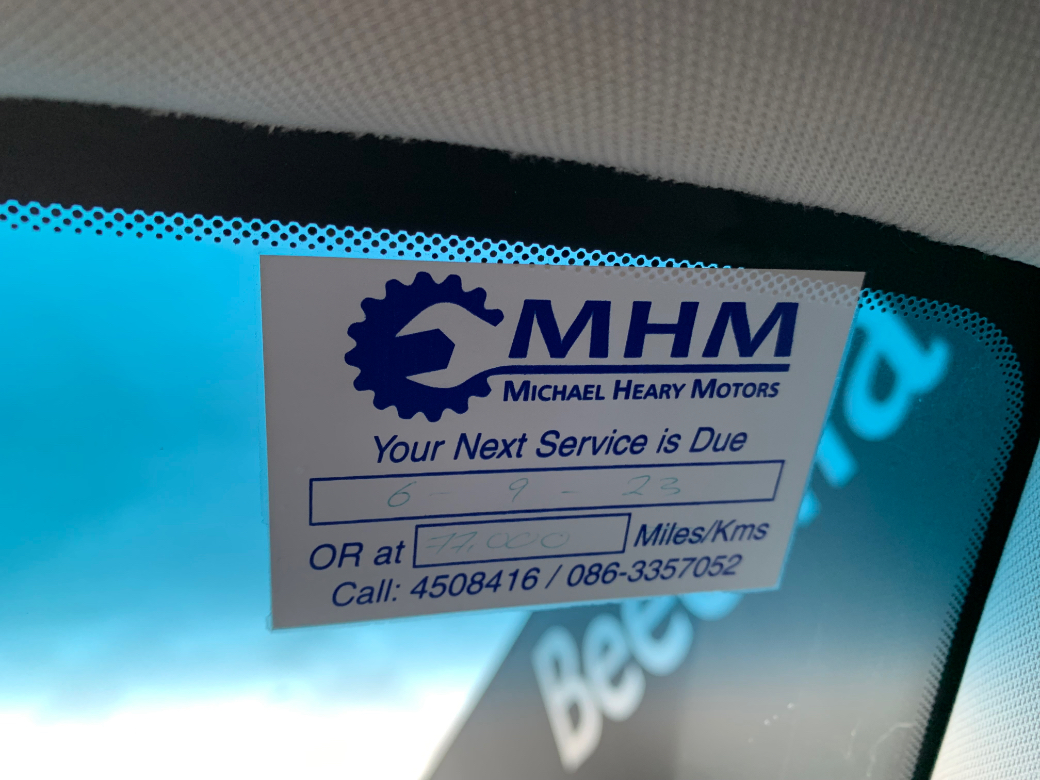 MHM
MICHAEL HEARY MOTORS
Your Next Service is Due
6 - 9 - 23
OR at 77,000 Miles/Kms
Call: 4508416 / 086-3357052